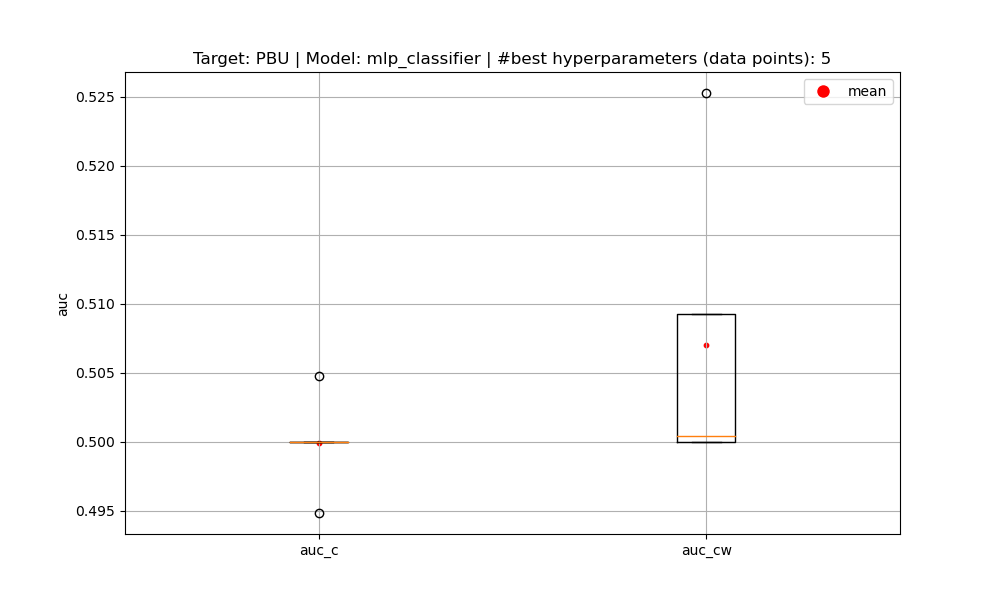 Target: PBU | Model: mlp_classifier | #best hyperparameters (data points): 5
mean
0.525
0.520
0.515
0.510
0.505
0.500
0.495
auc
auc_c
auc_cw